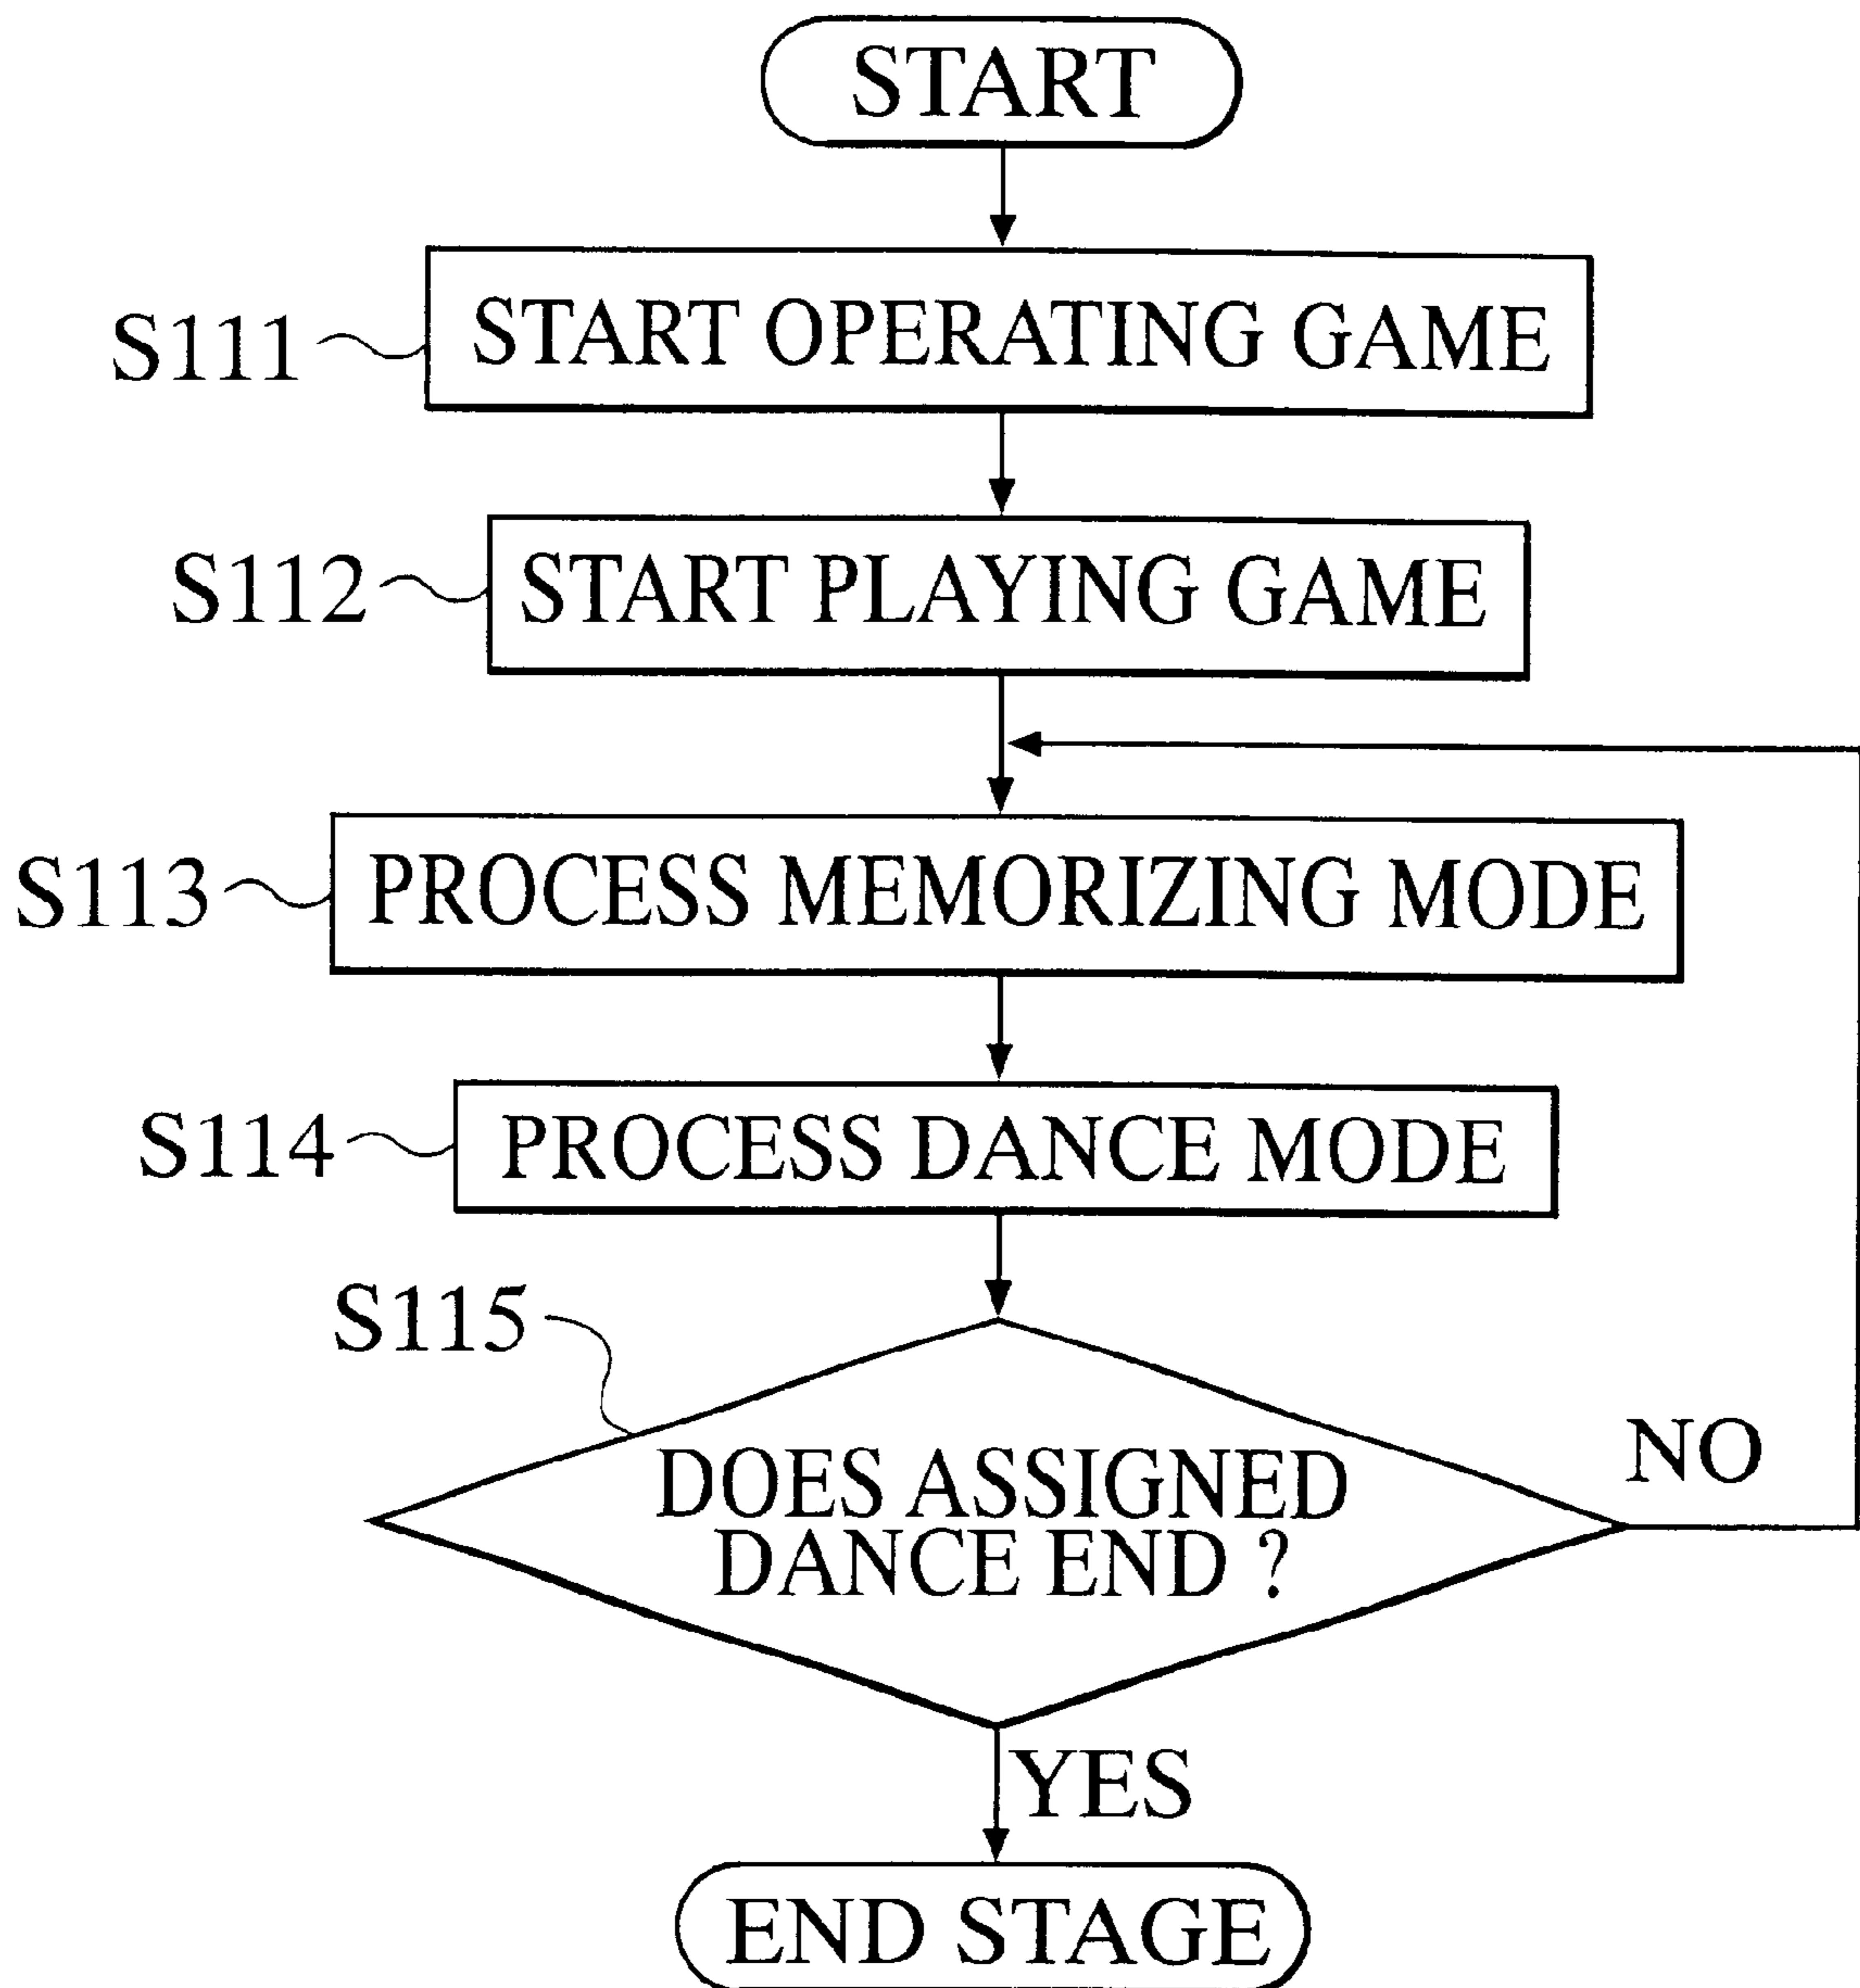 START
S111
START OPERATING GAME
S112
START PLAYING GAME
S113
PROCESS MEMORIZING MODE
S114
PROCESS DANCE MODE
S115
DOES ASSIGNED
DANCE END ?
NO
YES
END STAGE